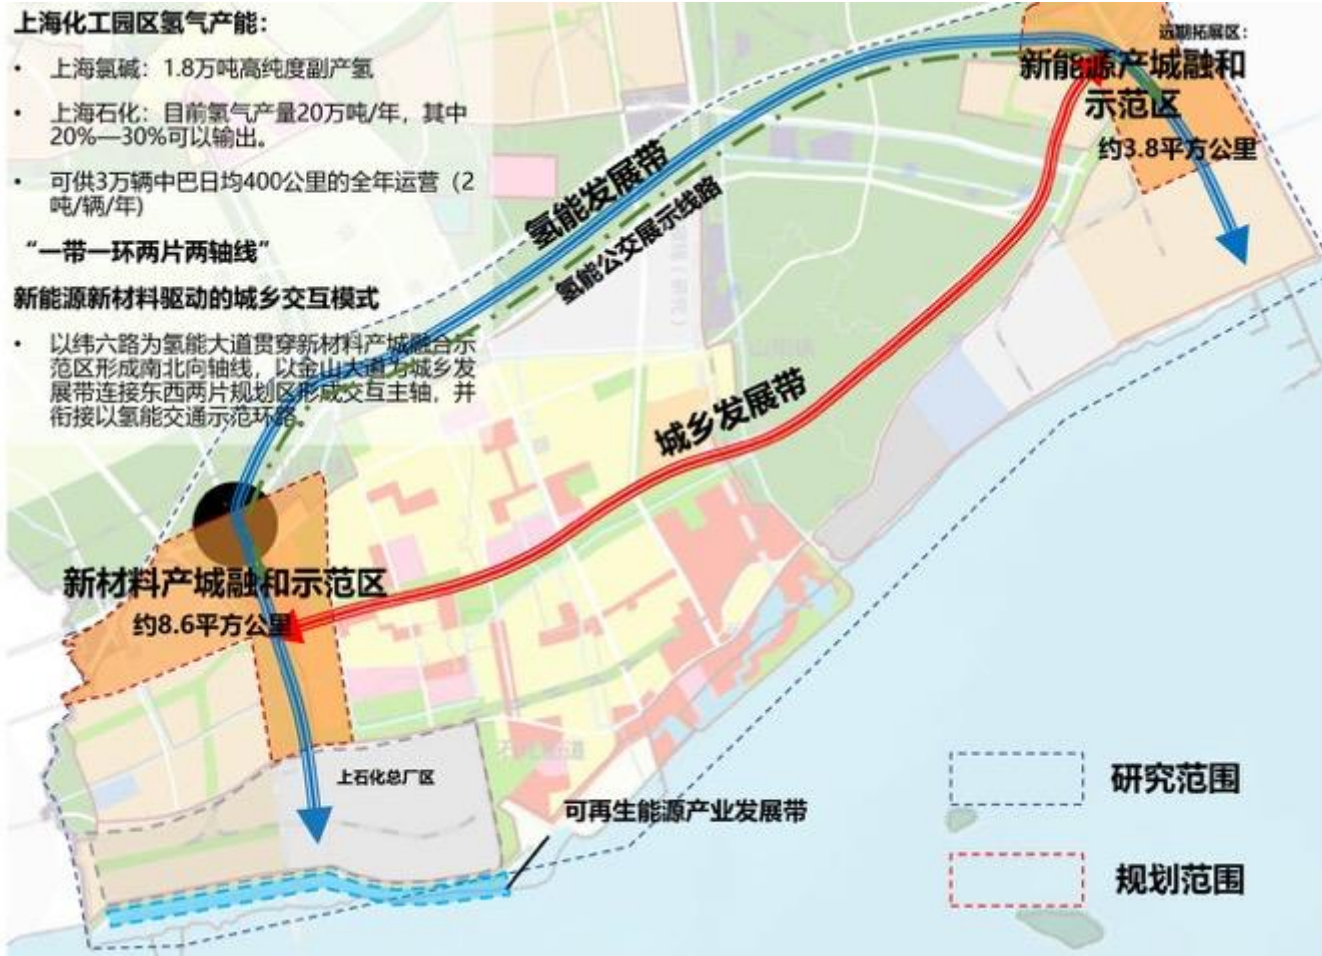 上海化工园区氢气产能：
• 上海氯碱：1.8万吨高纯度副产氢
• 上海石化：目前氢气产量20万吨/年，其中
20%—30%可以输出。
• 可供3万辆中巴日均400公里的全年运营（2
吨/辆/年)
“一带一环两片两轴线”
新能源新材料驱动的城乡交互模式
• 以纬六路为氢能大道贯穿新材料产城融合示
范区形成南北向轴线，以金山大道为城乡发
展带连接东西两片规划区形成交互主轴，并
衔接以氢能交通示范环路。
远期拓展区：
新能源产城融和
示范区
约3.8平方公里
氢能发展带
氢能公交展示线路
城乡发展带
新材料产城融和示范区
约8.6平方公里
上石化总厂区
可再生能源产业发展带
研究范围
规划范围